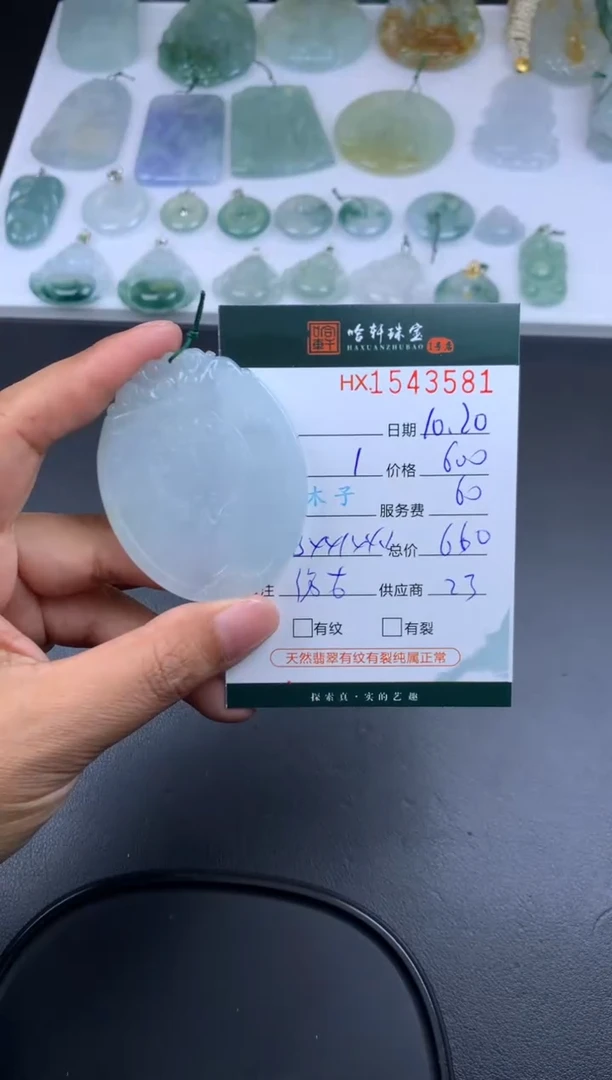 哈轩珠宝
HAXUANZHUBAO
HX1543581
日期 10.20
1 价格 600
木子 服务费 60
总价 660
注 供应商 23
有纹 有裂
天然翡翠有纹有裂纯属正常
探索真·实的艺趣